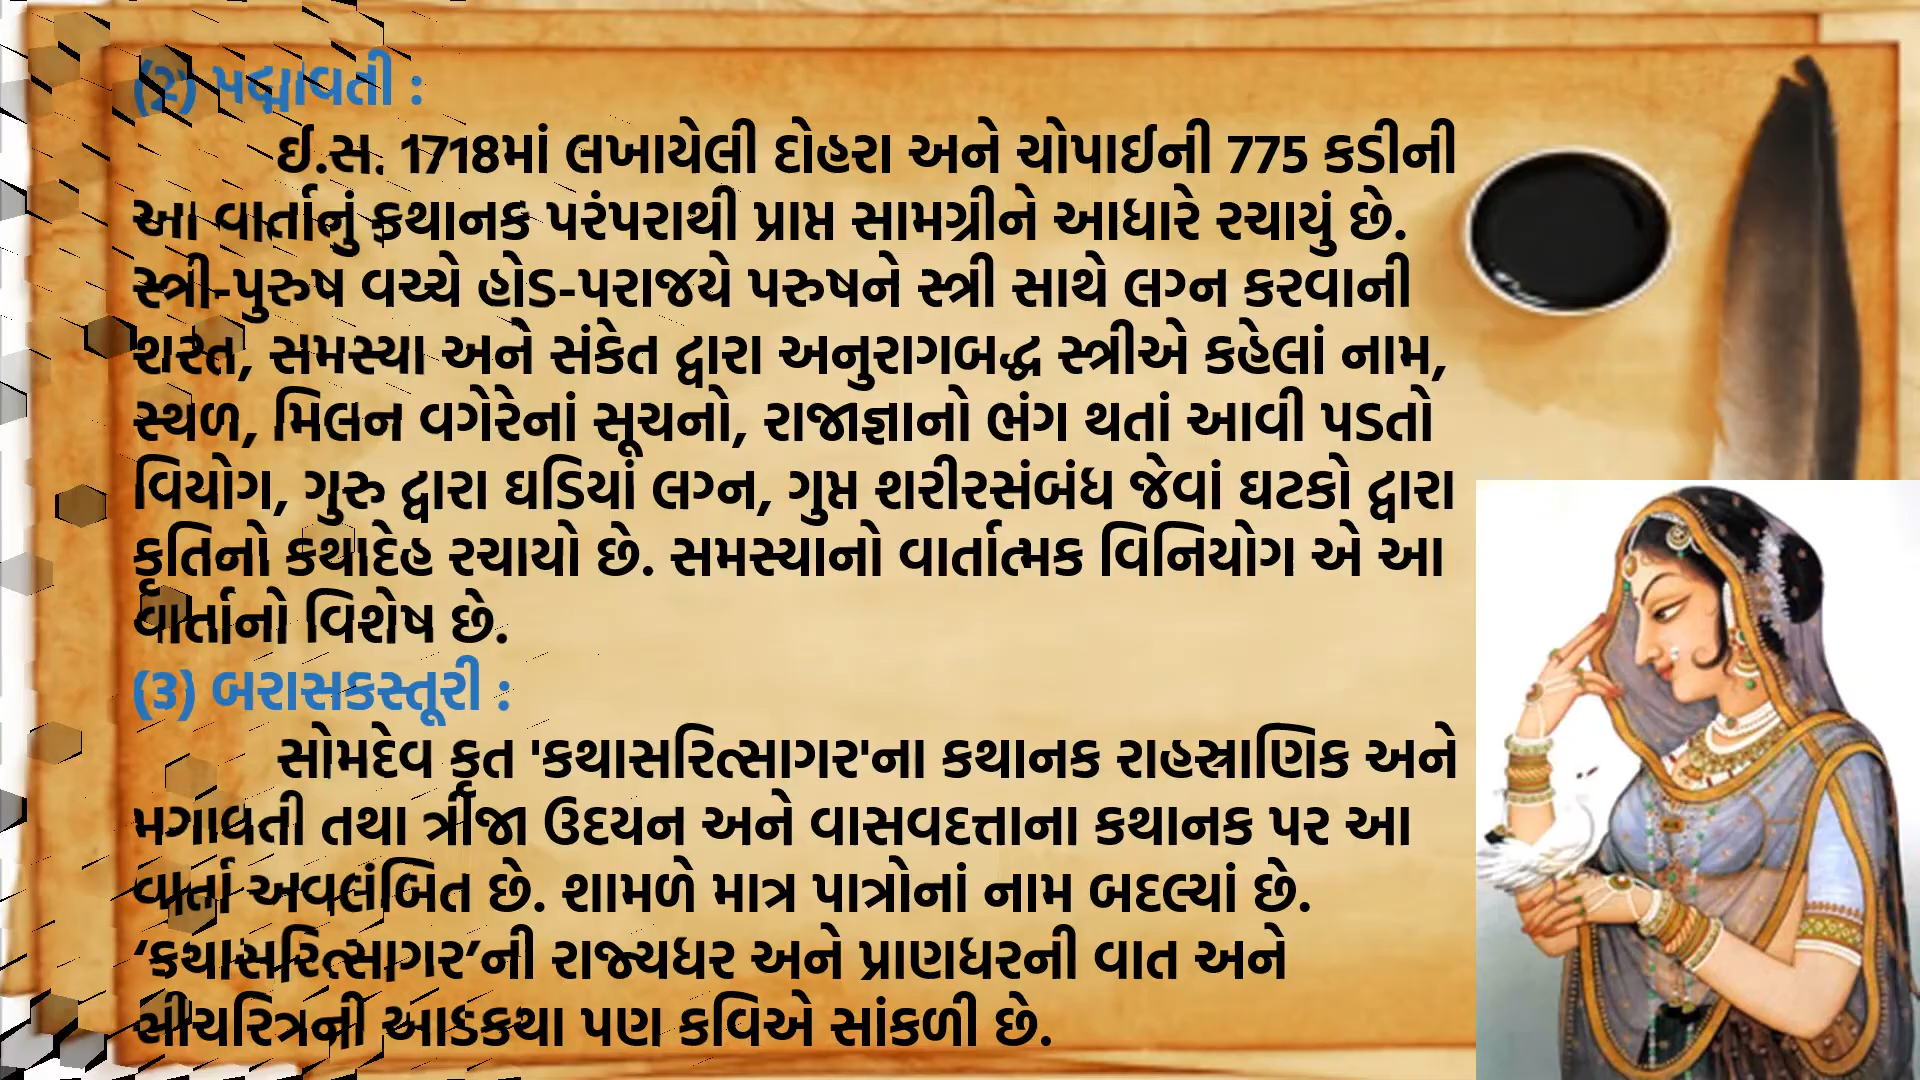 (૨) પદ્માવતી :
ઈ.સ. 1718માં લખાયેલી દોહરા અને ચોપાઈની 775 કડીની
આ વાર્તાનું કથાનક પરંપરાથી પ્રાપ્ત સામગ્રીને આધારે રચાયું છે.
સ્ત્રી-પુરુષ વચ્ચે હોડ-પરાજયે પરુષને સ્ત્રી સાથે લગ્ન કરવાની
શરત, સમસ્યા અને સંકેત દ્વારા અનુરાગબદ્ધ સ્ત્રીએ કહેલાં નામ,
સ્થળ, મિલન વગેરેનાં સૂચનો, રાજાજ્ઞાનો ભંગ થતાં આવી પડતો
વિયોગ, ગુરુ દ્વારા ઘડિયાં લગ્ન, ગુપ્ત શરીરસંબંધ જેવાં ઘટકો દ્વારા
કૃતિનો કથાદેહ રચાયો છે. સમસ્યાનો વાર્તાત્મક વિનિયોગ એ આ
વાર્તાનો વિશેષ છે.
(૩) બરાસકસ્તૂરી :
સોમદેવ કૃત 'કથાસરિત્સાગર'ના કથાનક રાહસ્રાણિક અને
મગાવતી તથા ત્રીજા ઉદયન અને વાસવદત્તાના કથાનક પર આ
વાર્તા અવલંબિત છે. શામળે માત્ર પાત્રોનાં નામ બદલ્યાં છે.
‘કથાસરિત્સાગર’ની રાજ્યધર અને પ્રાણધરની વાત અને
આડકથા પણ કવિએ સાંકળી છે.